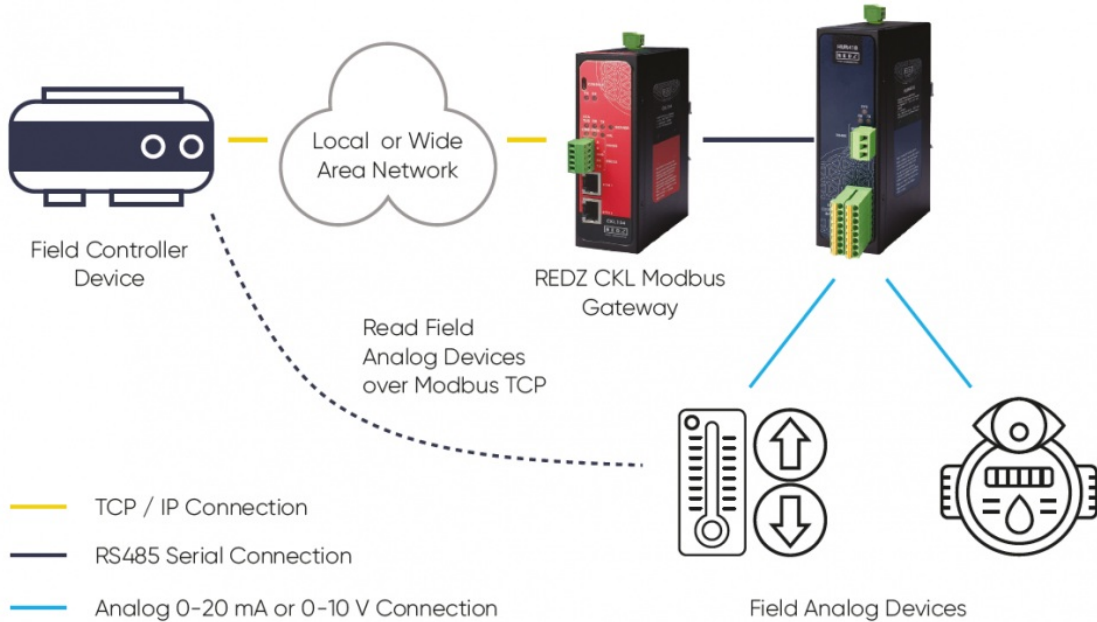 Local or Wide
Area Network
REDZ
Field Controller
Device
REDZ CKL Modbus
Gateway
Read Field
Analog Devices
over Modbus TCP
TCP / IP Connection
RS485 Serial Connection
Analog 0-20 mA or 0-10 V Connection
Field Analog Devices